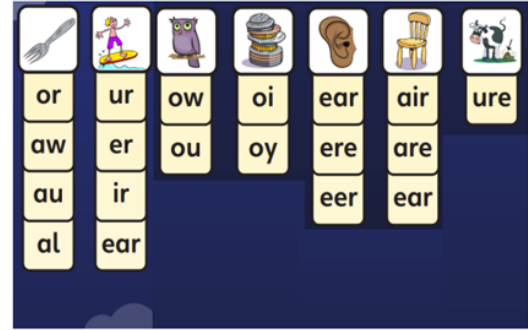 or ur ow oi ear air ure
aw er ou oy ere are
au ir eer ear
al ear